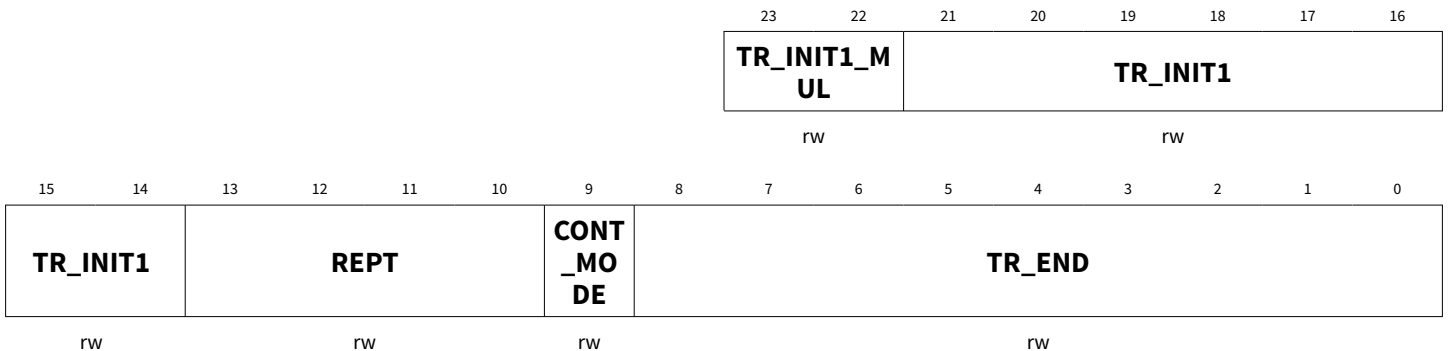 23 22 21 20 19 18 17 16
TR_INIT1_M
UL
TR_INIT1
rw rw
15 14 13 12 11 10 9 8 7 6 5 4 3 2 1 0
TR_INIT1 REPT
CONT
_MO
DE
TR_END
rw rw rw rw